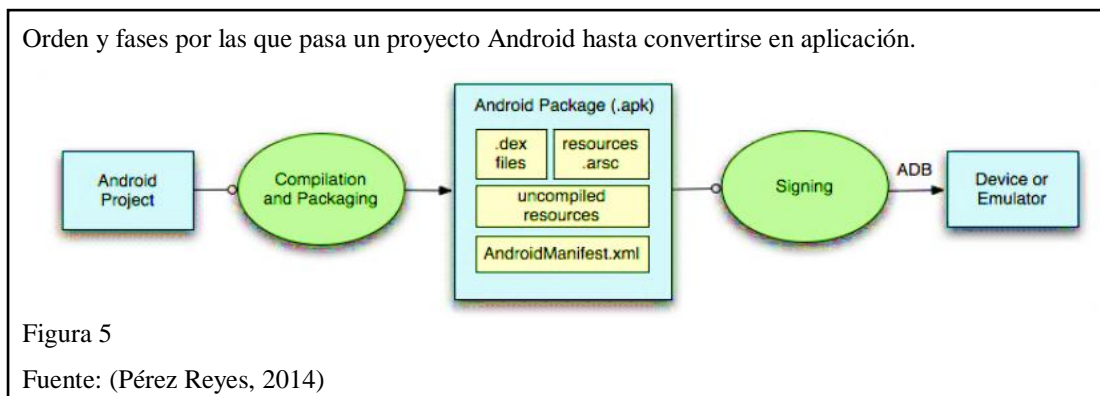 Orden y fases por las que pasa un proyecto Android hasta convertirse en aplicación.
Android
Project
Compilation
and Packaging
Android Package (.apk)
.dex
files
resources
.arsc
uncompiled
resources
AndroidManifest.xml
Signing
ADB
Device or
Emulator
Figura 5
Fuente: (Pérez Reyes, 2014)